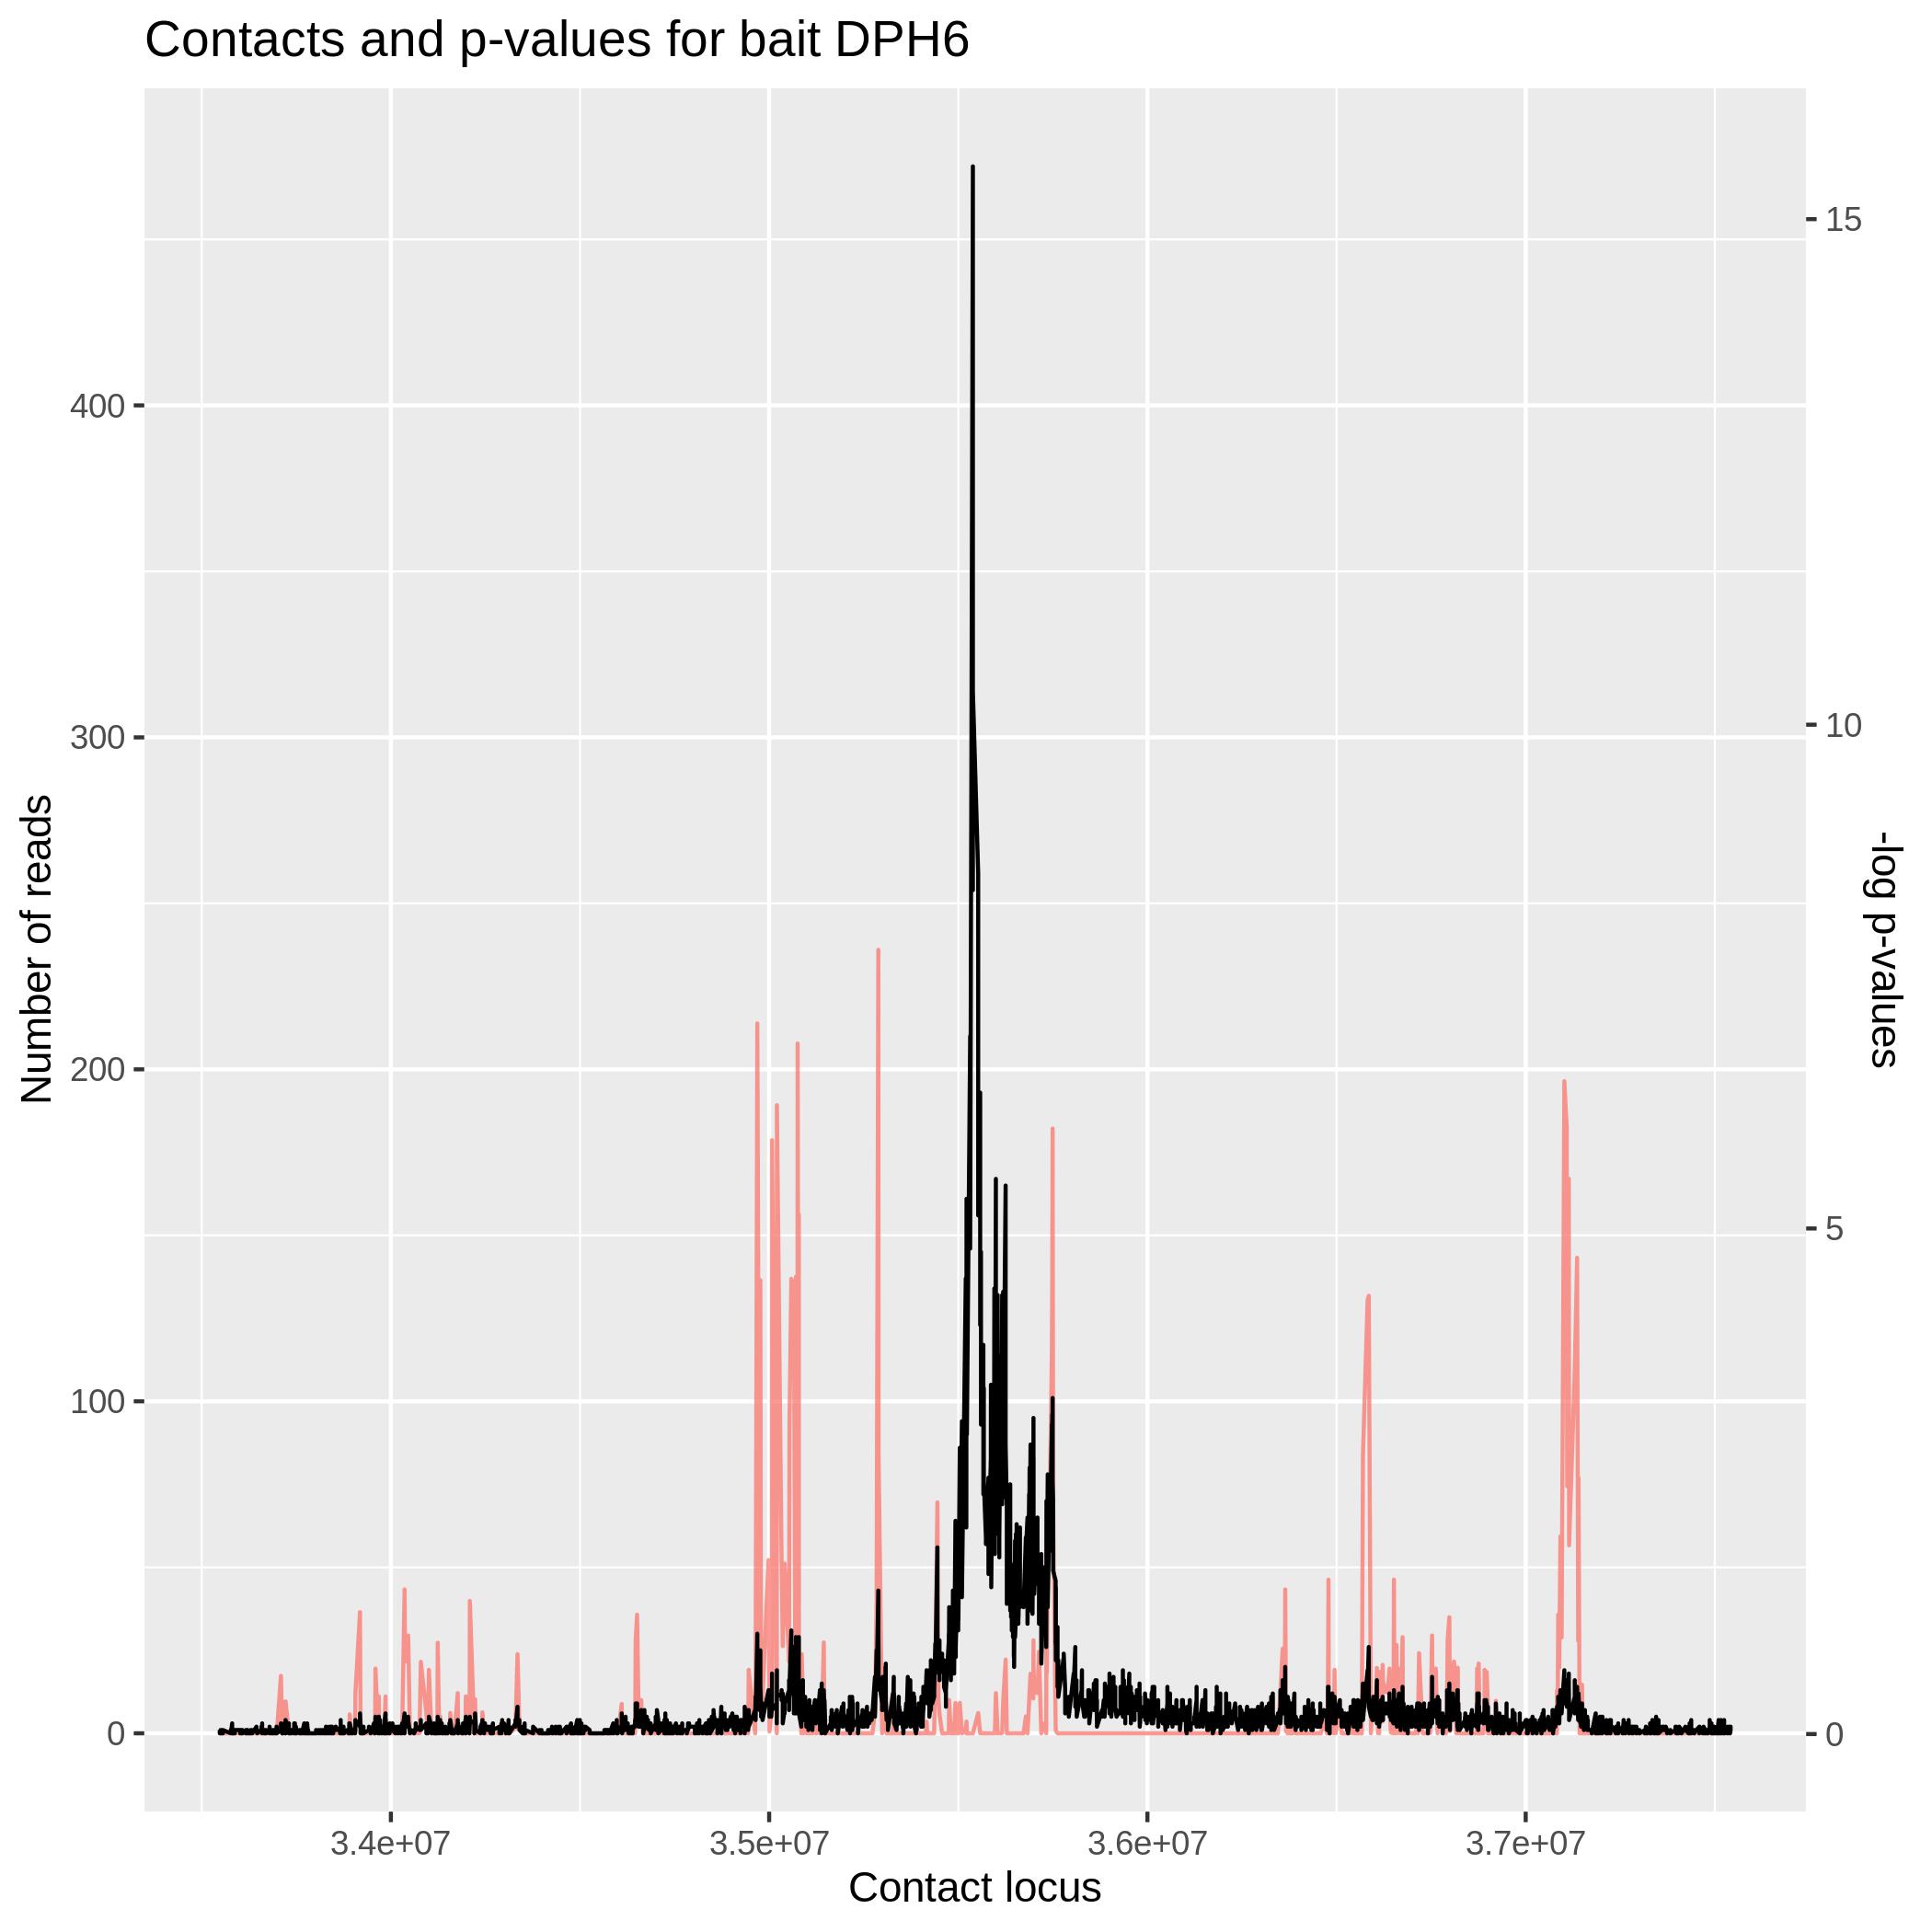 Contacts and p-values for bait DPH6
Number of reads
400
300
200
100
0
15
10
5
0
-log p-values
3.4e+07 3.5e+07 3.6e+07 3.7e+07
Contact locus